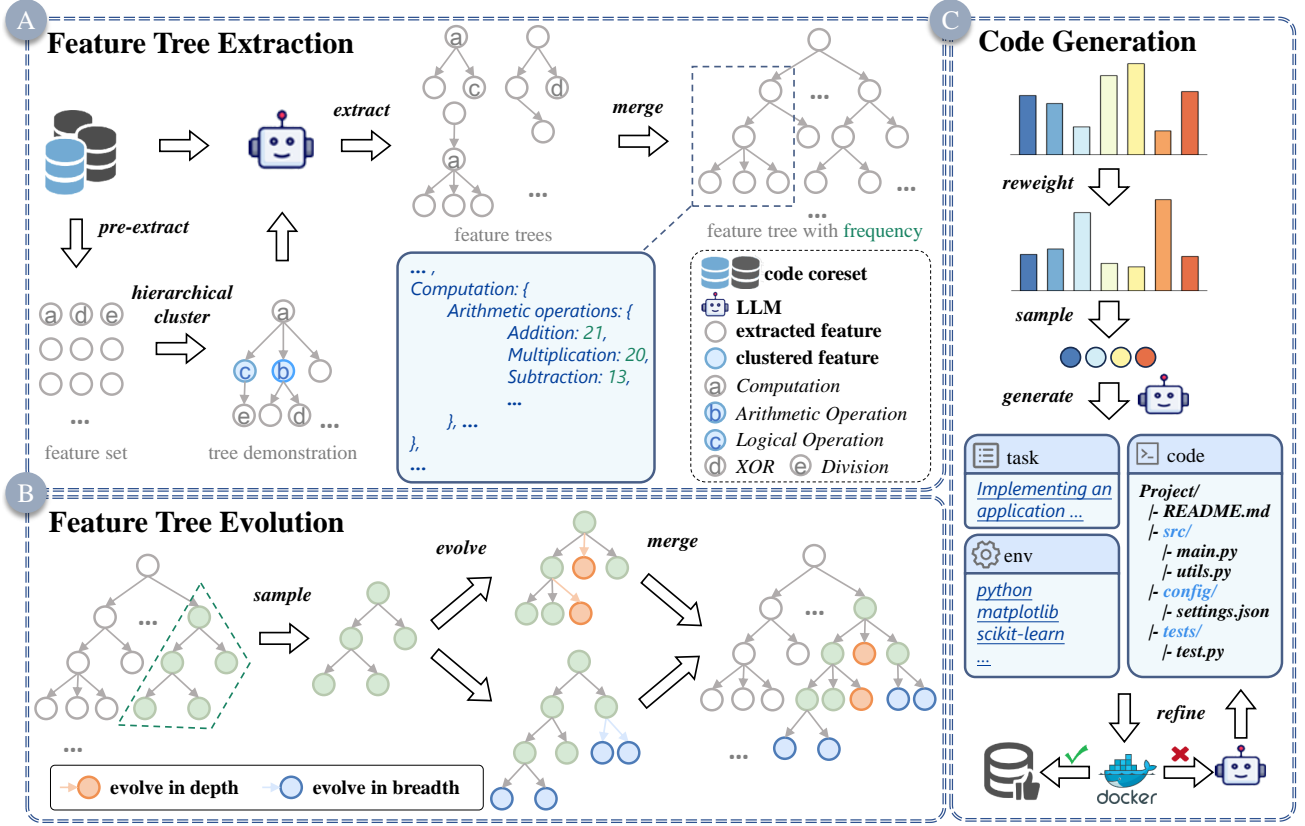 A
Feature Tree Extraction
a
c
d
a
extract
merge
...
...
...
...
pre-extract
feature trees
feature tree with frequency
hierarchical
cluster
a d e
...
feature set
a
c b
e d
...
tree demonstration
... ,
Computation: {
Arithmetic operations: {
Addition: 21,
Multiplication: 20,
Subtraction: 13,
...
}, ...
},
...
code coreset
LLM
extracted feature
clustered feature
a Computation
b Arithmetic Operation
c Logical Operation
d XOR e Division
B
Feature Tree Evolution
...
...
sample
evolve
merge
...
...
evolve in depth
evolve in breadth
C
Code Generation
reweight
sample
generate
task
Implementing an
application ...
env
python
matplotlib
scikit-learn
...
code
Project/
|- README.md
|- src/
|- main.py
|- utils.py
|- config/
|- settings.json
|- tests/
|- test.py
refine
docker